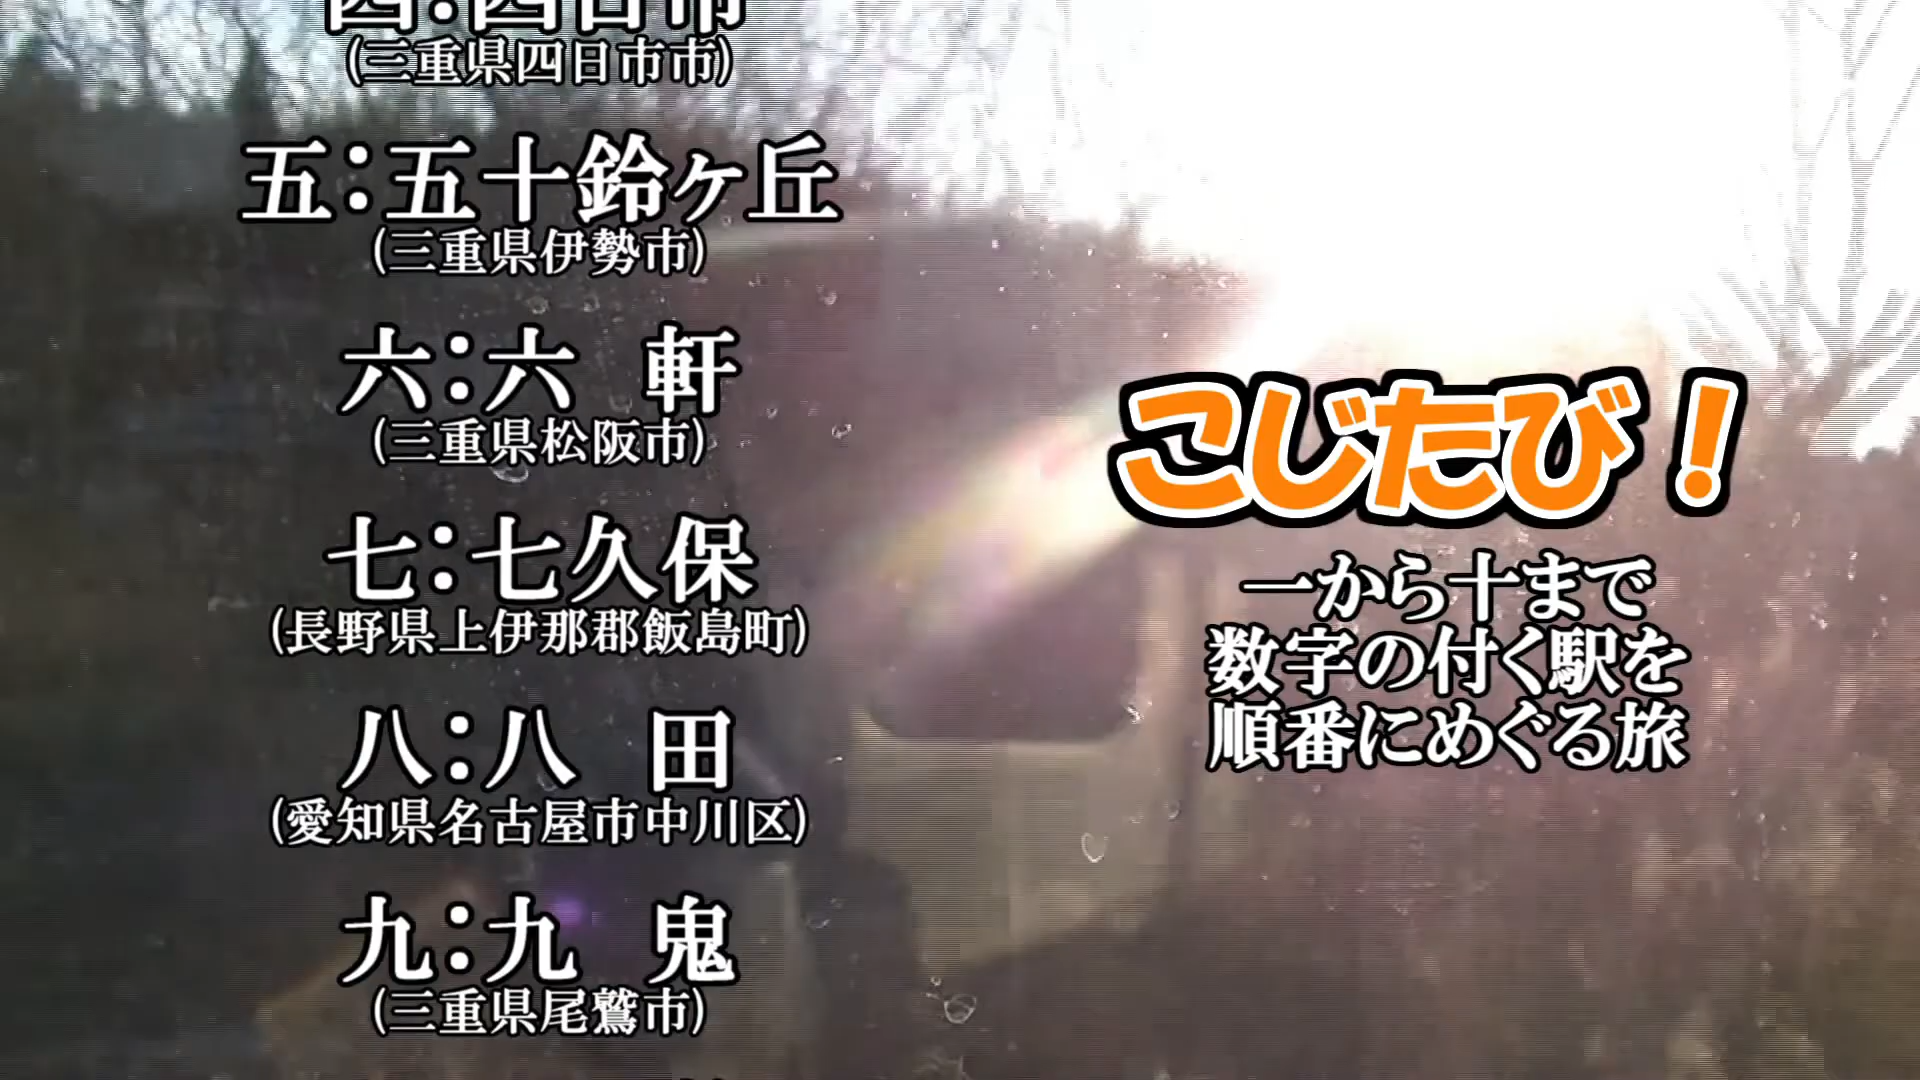 四：四日市
(三重県四日市市)
五：五十鈴ヶ丘
(三重県伊勢市)
六：六 軒
(三重県松阪市)
七：七久保
(長野県上伊那郡飯島町)
八：八 田
(愛知県名古屋市中川区)
九：九 鬼
(三重県尾鷲市)
こじたび！
一から十まで
数字の付く駅を
順番にめぐる旅